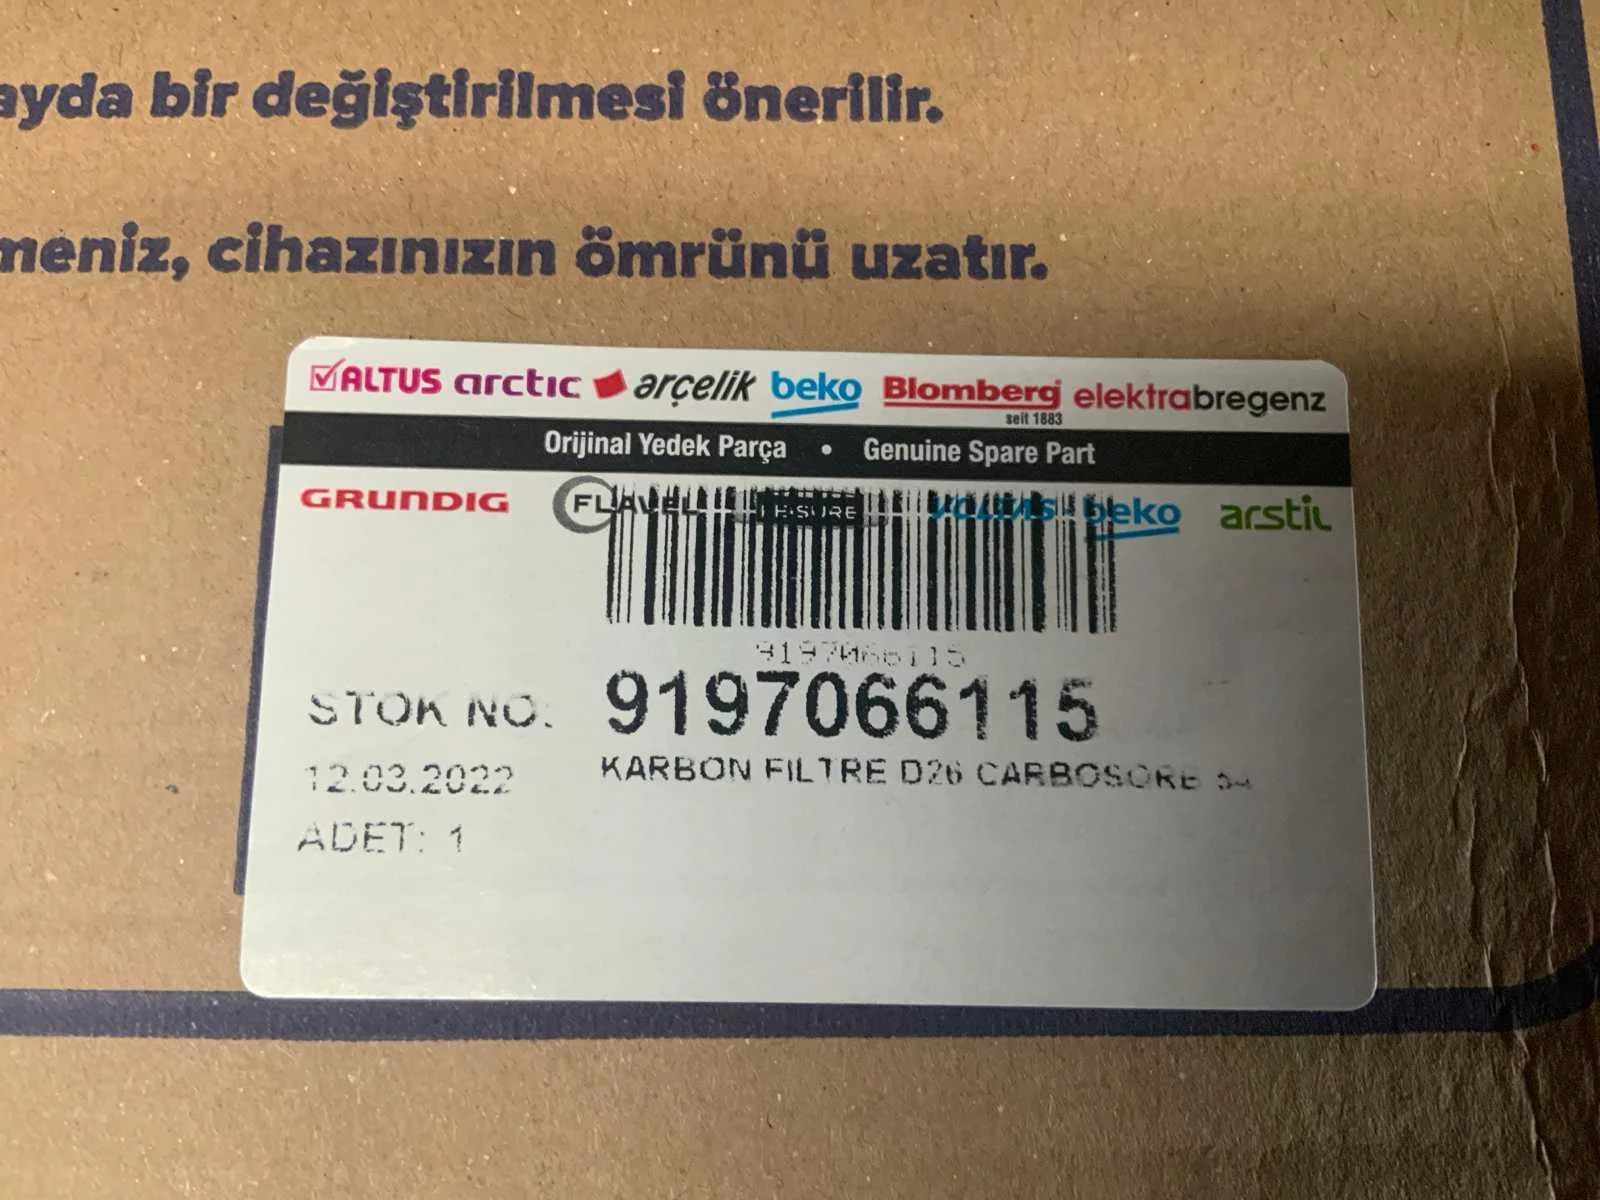 ayda bir değiştirilmesi önerilir.
meniz, cihazınızın ömrünü uzatır.
ALTUS arctic arçelik beko Blomberg elektrabregenz
seit 1883
Orijinal Yedek Parça • Genuine Spare Part
GRUNDIG FLAVEL LEISURE VOLTAS beko arstil
9197066115
STOK NO: 9197066115
12.03.2022 KARBON FILTRE D26 CARBOSORB
ADET: 1